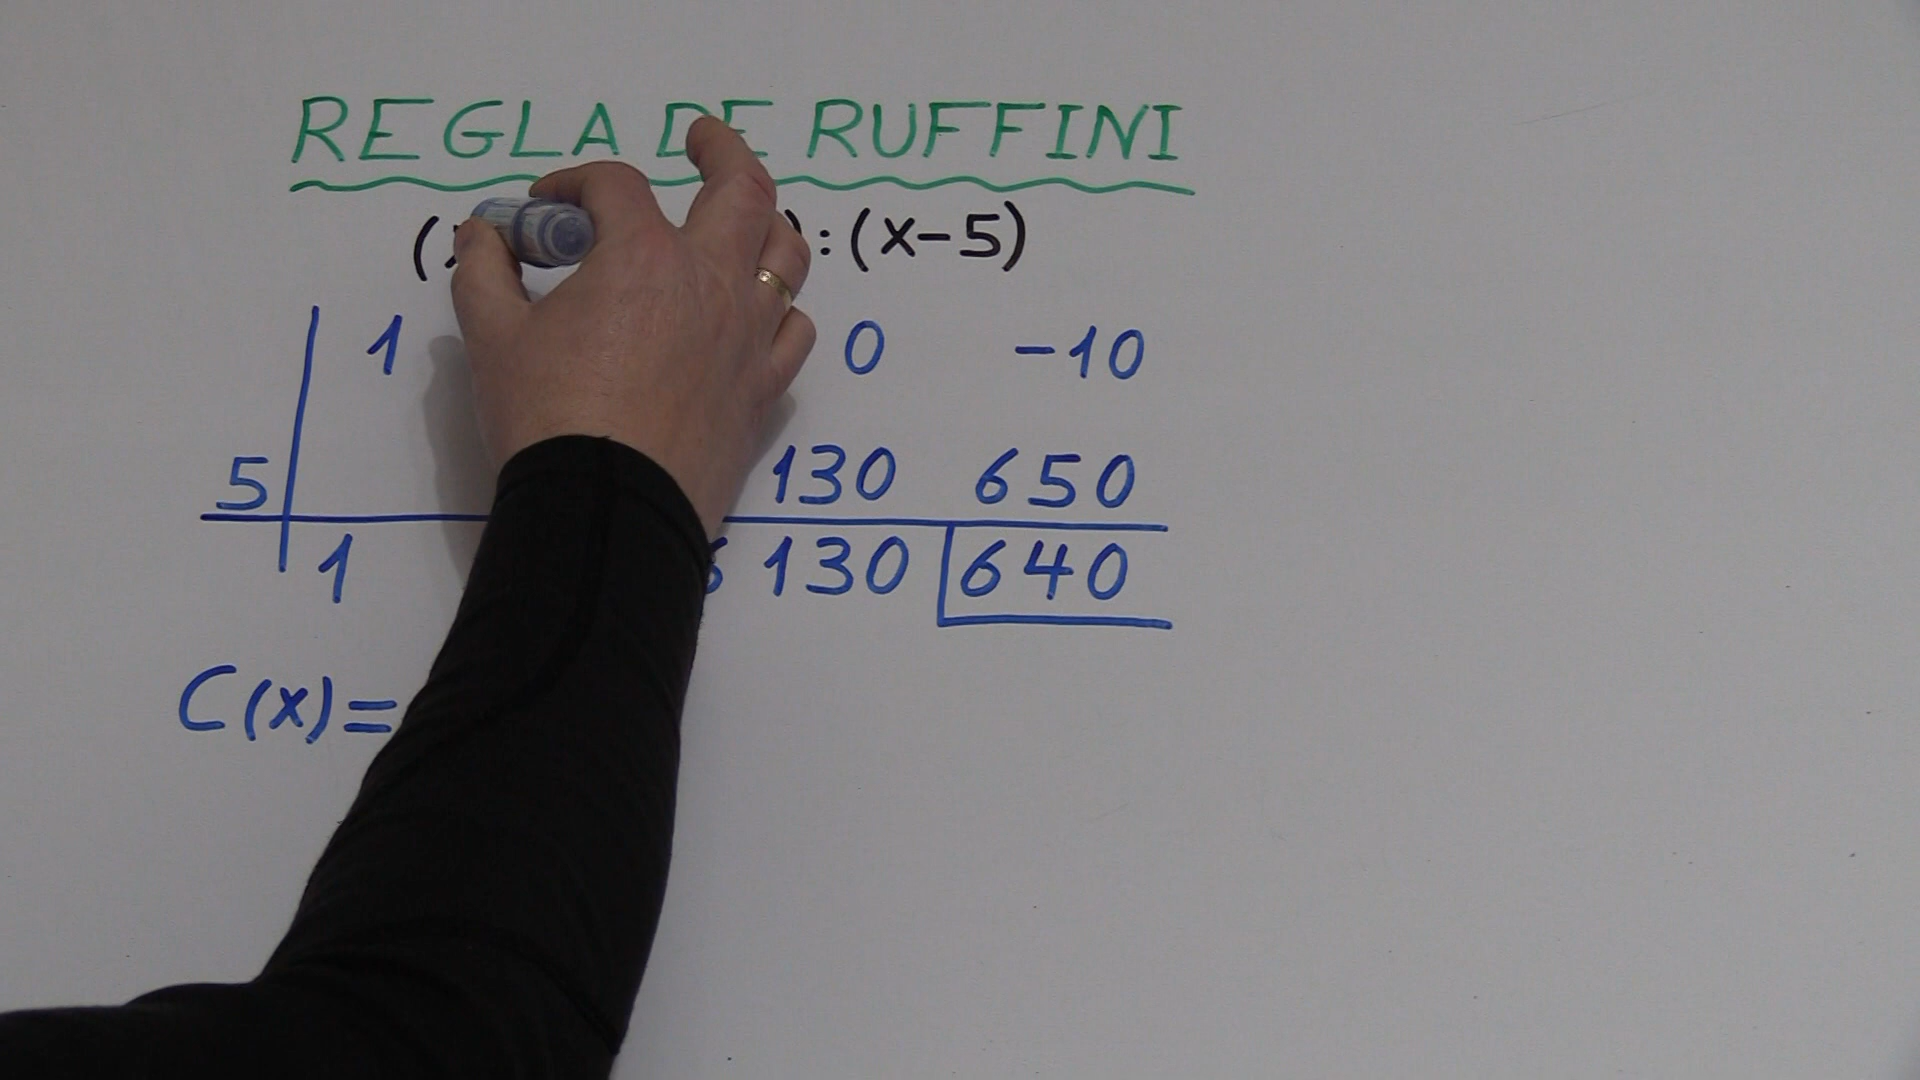 REGLA DE RUFFINI
( ) : (x-5)
1 0 -10
5 130 650
1 130 640
C(x)=